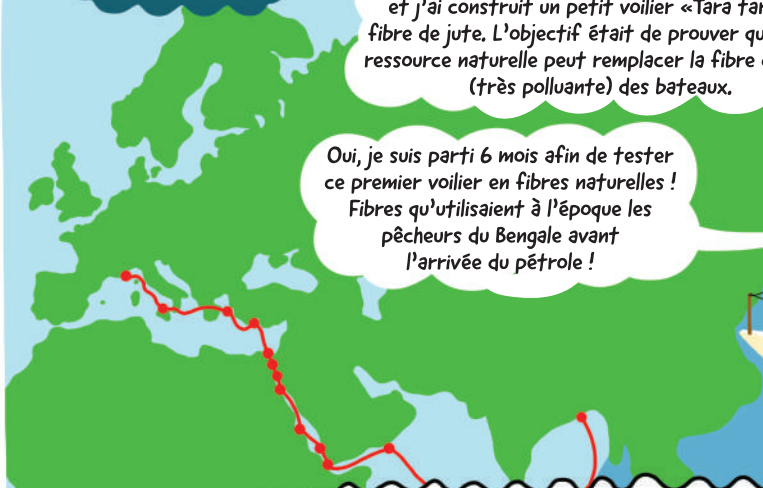 et j'ai construit un petit voilier «Tara
fibre de jute. L'objectif était de prouver
ressource naturelle peut remplacer la fibre
(très polluante) des bateaux.
Oui, je suis parti 6 mois afin de tester
ce premier voilier en fibres naturelles !
Fibres qu'utilisaient à l'époque les
pêcheurs du Bengale avant
l'arrivée du pétrole !